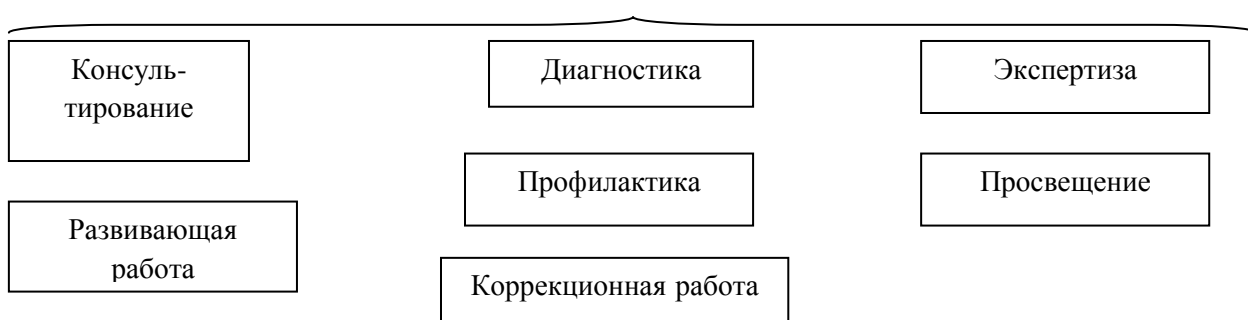 Консуль-
тирование
Диагностика
Экспертиза
Профилактика
Просвещение
Развивающая
работа
Коррекционная работа